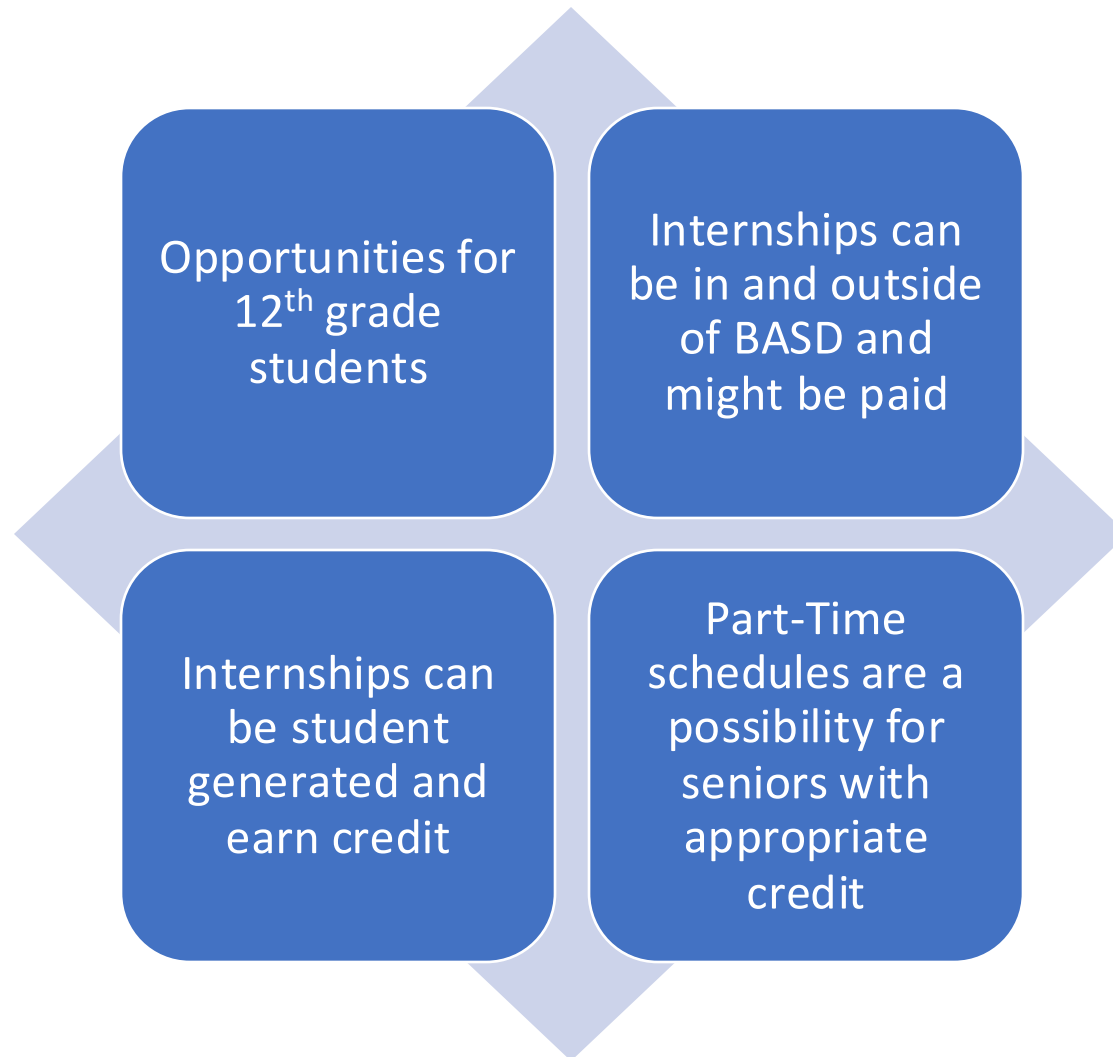 Opportunities for
12th grade
students
Internships can
be in and outside
of BASD and
might be paid
Internships can
be student
generated and
earn credit
Part-Time
schedules are a
possibility for
seniors with
appropriate
credit